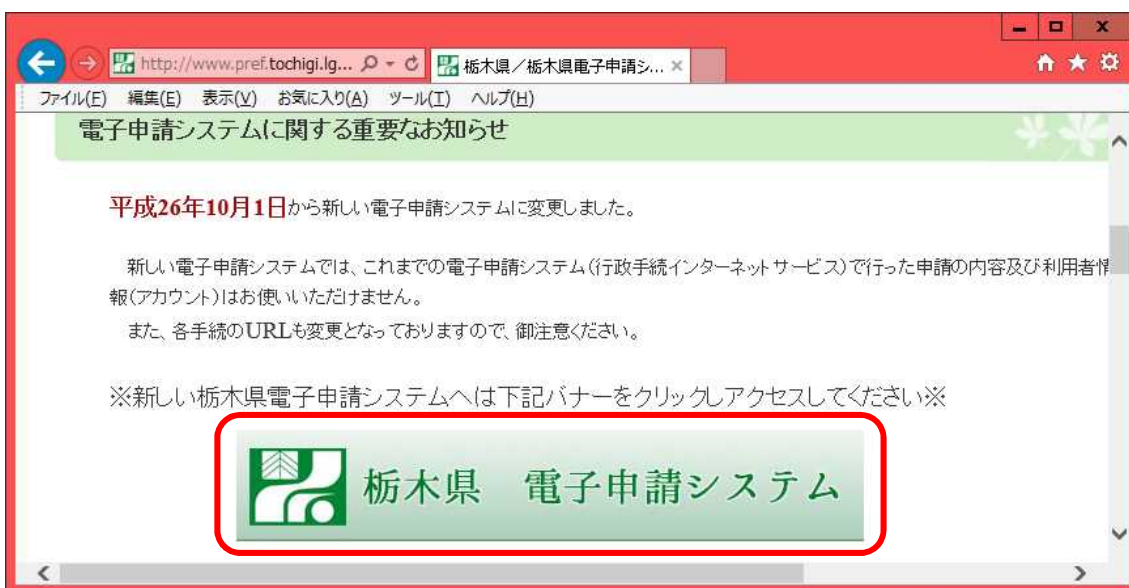 http://www.pref.tochigi.lg... 栃木県／栃木県電子申請シ... ×
ファイル(F) 編集(E) 表示(V) お気に入り(A) ツール(T) ヘルプ(H)
電子申請システムに関する重要なお知らせ
平成26年10月1日から新しい電子申請システムに変更しました。
新しい電子申請システムでは、これまでの電子申請システム(行政手続インターネットサービス)で行った申請の内容及び利用者情
報(アカウント)はお使いいただけません。
また、各手続のURLも変更となっておりますので、御注意ください。
※新しい栃木県電子申請システムへは下記バナーをクリックしアクセスしてください※
栃木県 電子申請システム